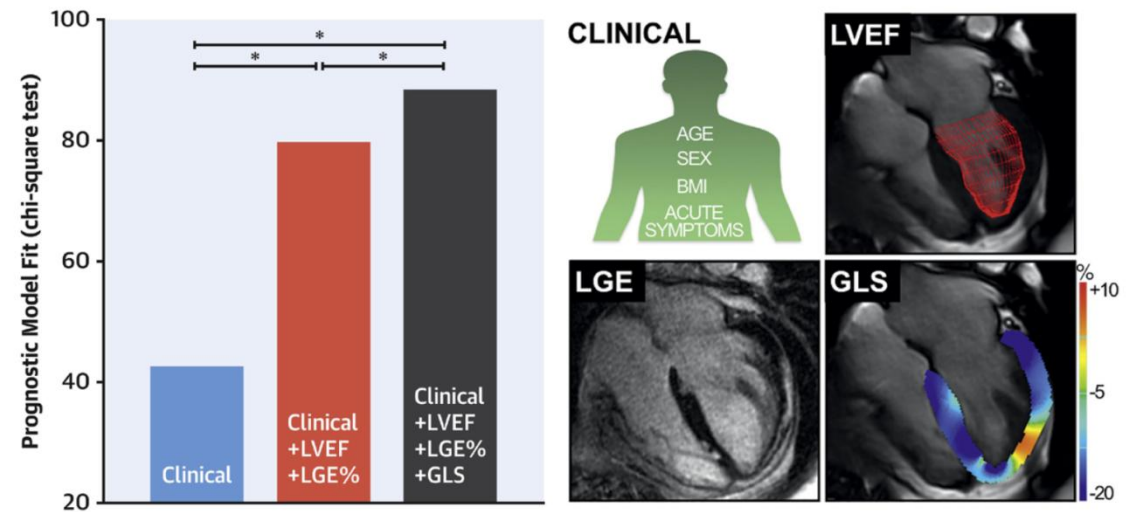 Prognostic Model Fit (chi-square test)
100
80
60
40
20
*
*
*
Clinical
Clinical
+LVEF
+LGE%
Clinical
+LVEF
+LGE%
+GLS
CLINICAL
AGE
SEX
BMI
ACUTE
SYMPTOMS
LVEF
LGE
GLS
%
+10
-5
-20